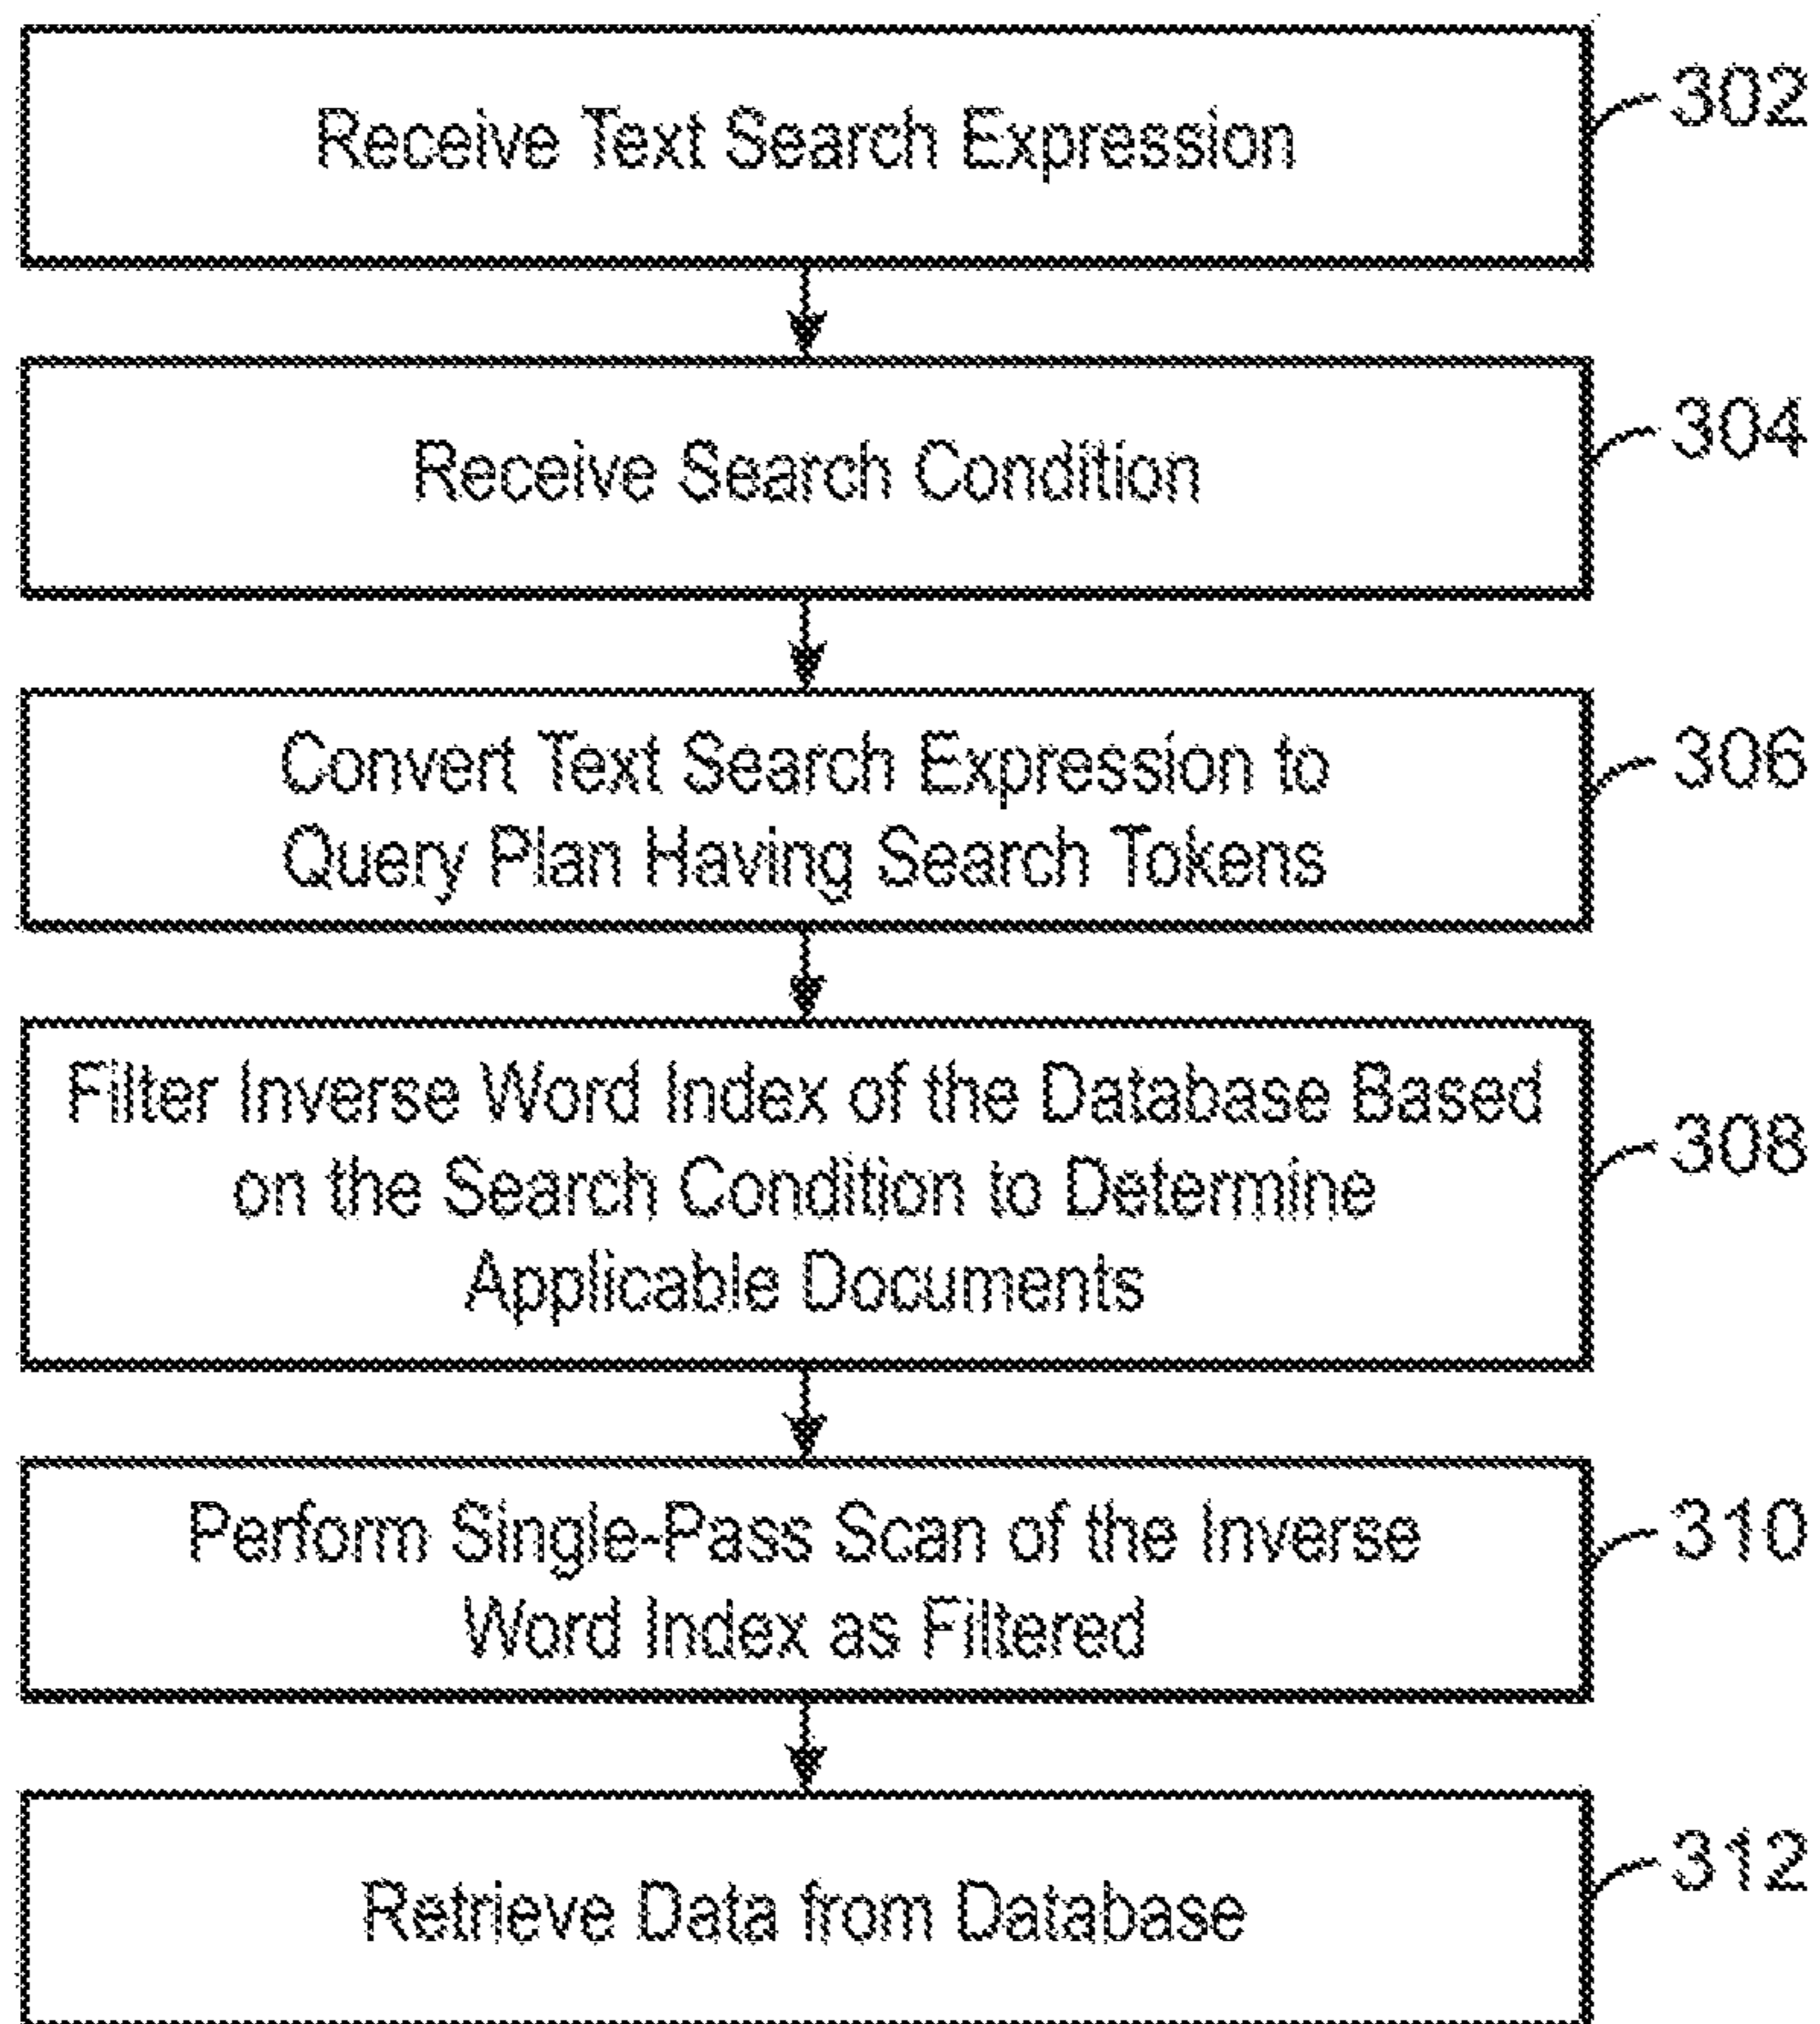 Receive Text Search Expression
302
Receive Search Condition
304
Convert Text Search Expression to
Query Plan Having Search Tokens
306
Filter Inverse Word Index of the Database Based
on the Search Condition to Determine
Applicable Documents
308
Perform Single-Pass Scan of the Inverse
Word Index as Filtered
310
Retrieve Data from Database
312